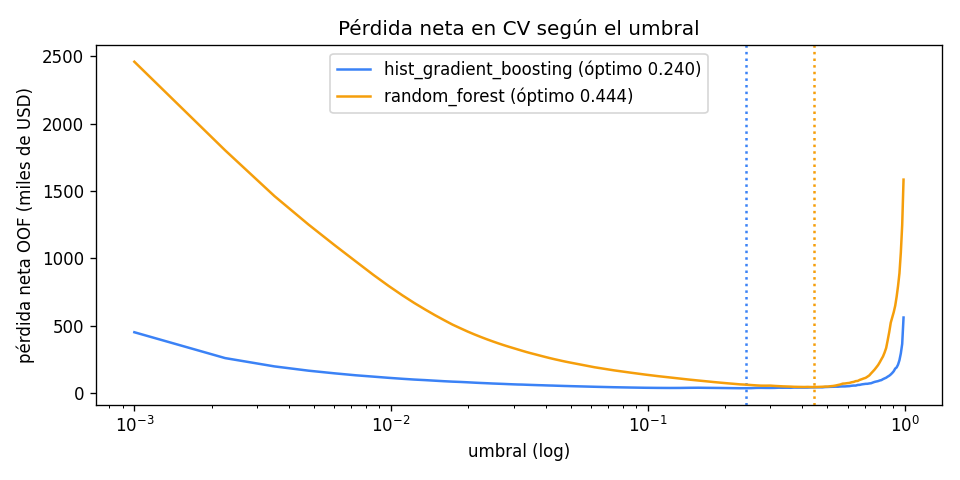 Pérdida neta en CV según el umbral
hist_gradient_boosting (óptimo 0.240)
random_forest (óptimo 0.444)
pérdida neta OOF (miles de USD)
2500
2000
1500
1000
500
0
10⁻³
10⁻²
10⁻¹
10⁰
umbral (log)